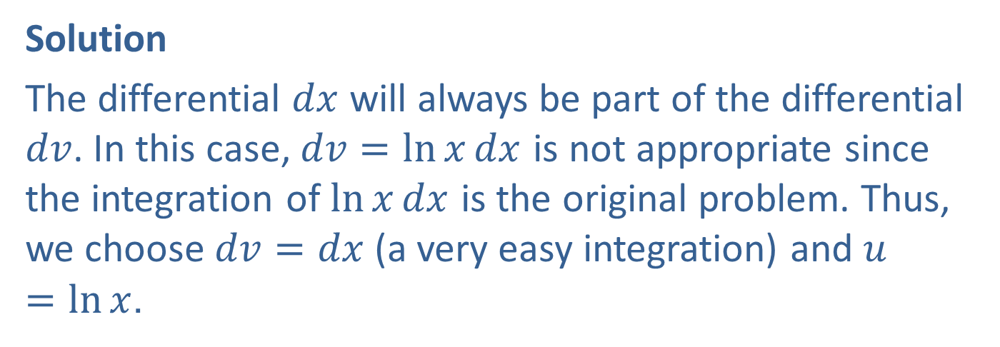 Solution
The differential dx will always be part of the differential
dv. In this case, dv = ln x dx is not appropriate since
the integration of ln x dx is the original problem. Thus,
we choose dv = dx (a very easy integration) and u
= ln x.